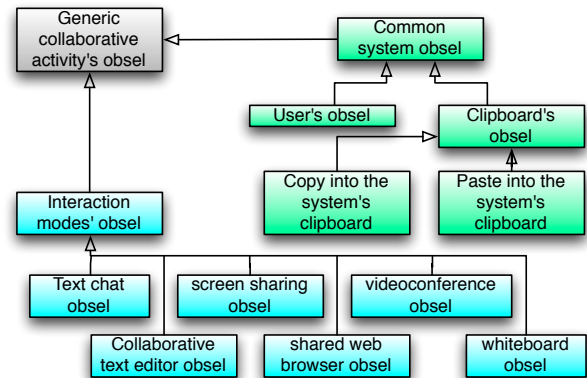 Generic
collaborative
activity's obsel
Common
system obsel
User's obsel
Clipboard's
obsel
Copy into the
system's
clipboard
Paste into the
system's
clipboard
Interaction
modes' obsel
Text chat
obsel
screen sharing
obsel
videoconference
obsel
Collaborative
text editor obsel
shared web
browser obsel
whiteboard
obsel